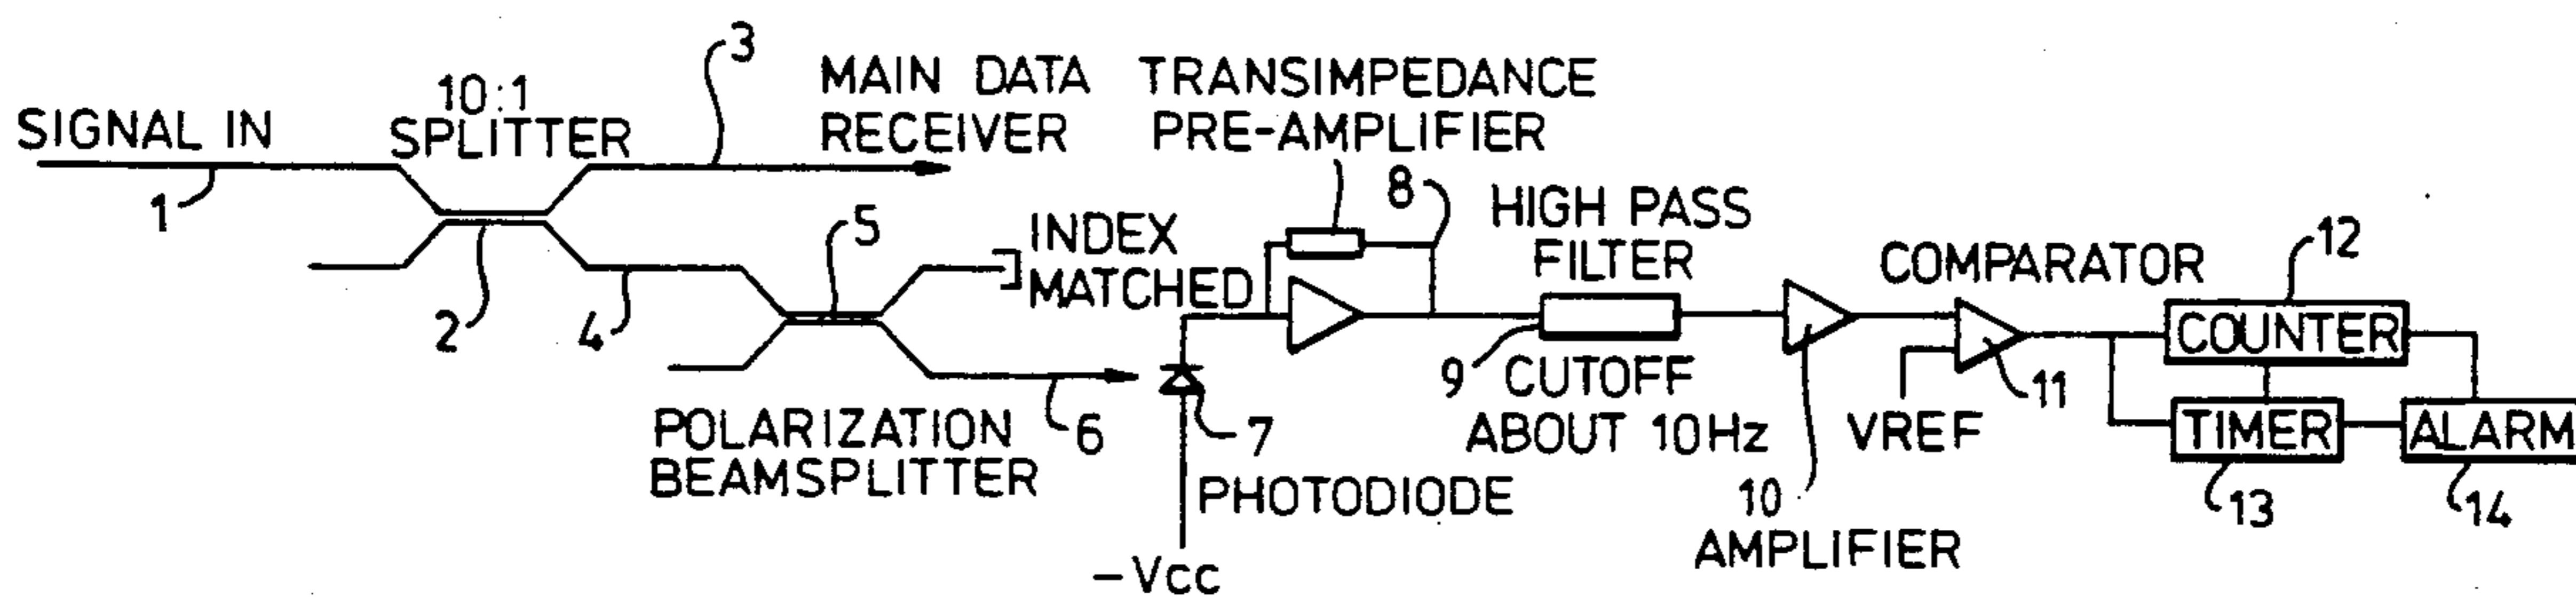 SIGNAL IN
1
10:1
SPLITTER
2
3
MAIN DATA
RECEIVER
4
5
INDEX
MATCHED
POLARIZATION
BEAMSPLITTER
6
7
PHOTODIODE
-Vcc
TRANSIMPEDANCE
PRE-AMPLIFIER
8
HIGH PASS
FILTER
9
CUTOFF
ABOUT 10Hz
10
AMPLIFIER
COMPARATOR
VREF
11
12
COUNTER
TIMER
13
ALARM
14